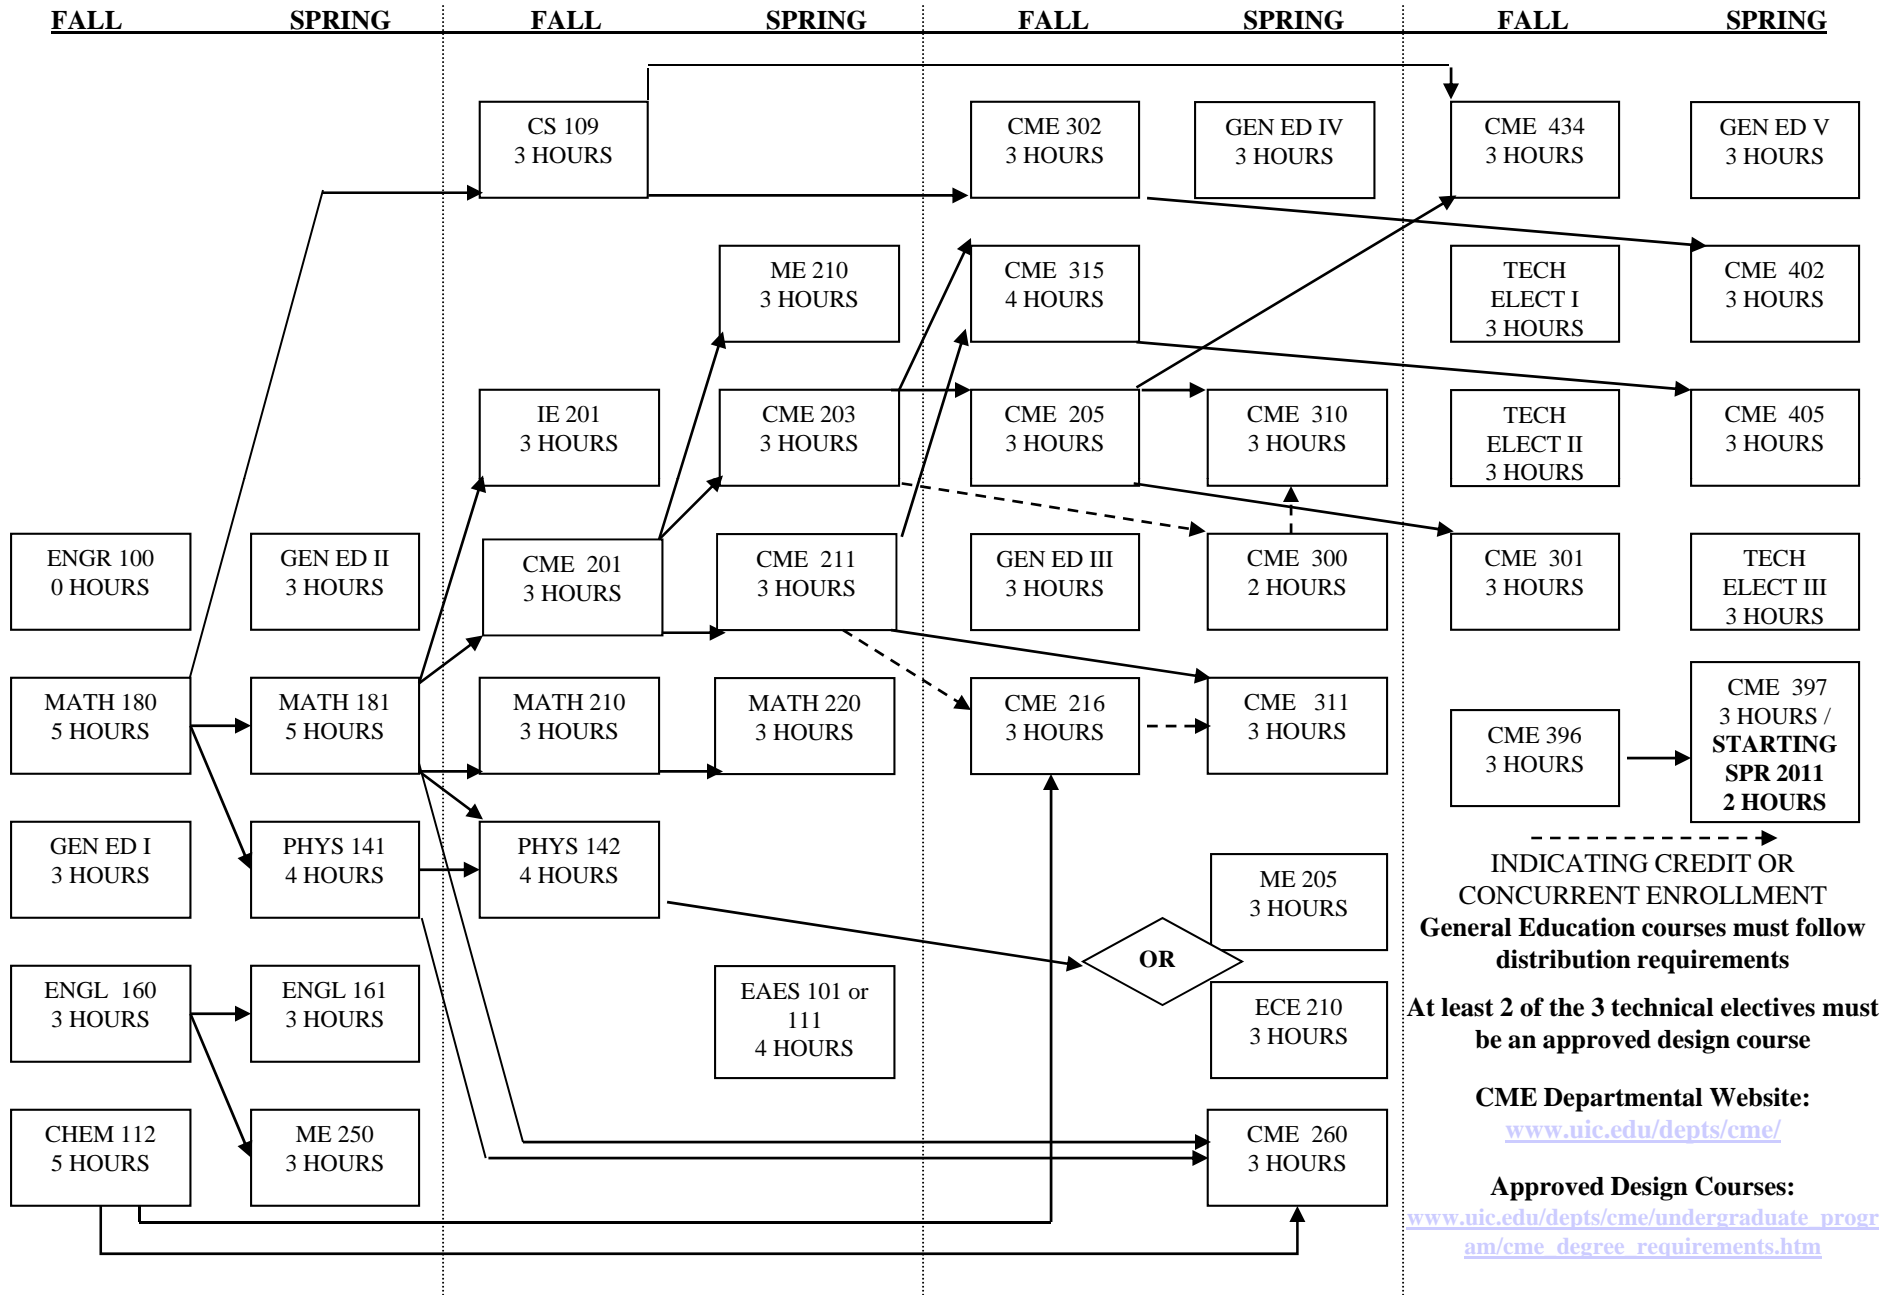 FALL SPRING FALL SPRING FALL SPRING FALL SPRING
CS 109
3 HOURS
CME 302
3 HOURS
GEN ED IV
3 HOURS
CME 434
3 HOURS
GEN ED V
3 HOURS
ME 210
3 HOURS
CME 315
4 HOURS
TECH
ELECT I
3 HOURS
CME 402
3 HOURS
IE 201
3 HOURS
CME 203
3 HOURS
CME 205
3 HOURS
CME 310
3 HOURS
TECH
ELECT II
3 HOURS
CME 405
3 HOURS
ENGR 100
0 HOURS
GEN ED II
3 HOURS
CME 201
3 HOURS
CME 211
3 HOURS
GEN ED III
3 HOURS
CME 300
2 HOURS
CME 301
3 HOURS
TECH
ELECT III
3 HOURS
MATH 180
5 HOURS
MATH 181
5 HOURS
MATH 210
3 HOURS
MATH 220
3 HOURS
CME 216
3 HOURS
CME 311
3 HOURS
CME 396
3 HOURS
CME 397
3 HOURS /
STARTING
SPR 2011
2 HOURS
GEN ED I
3 HOURS
PHYS 141
4 HOURS
PHYS 142
4 HOURS
ME 205
3 HOURS
OR
INDICATING CREDIT OR
CONCURRENT ENROLLMENT
General Education courses must follow
distribution requirements
ENGL 160
3 HOURS
ENGL 161
3 HOURS
EAES 101 or
111
4 HOURS
ECE 210
3 HOURS
At least 2 of the 3 technical electives must
be an approved design course
CHEM 112
5 HOURS
ME 250
3 HOURS
CME 260
3 HOURS
CME Departmental Website:
www.uic.edu/depts/cme/
Approved Design Courses:
www.uic.edu/depts/cme/undergraduate_progr
am/cme_degree_requirements.htm